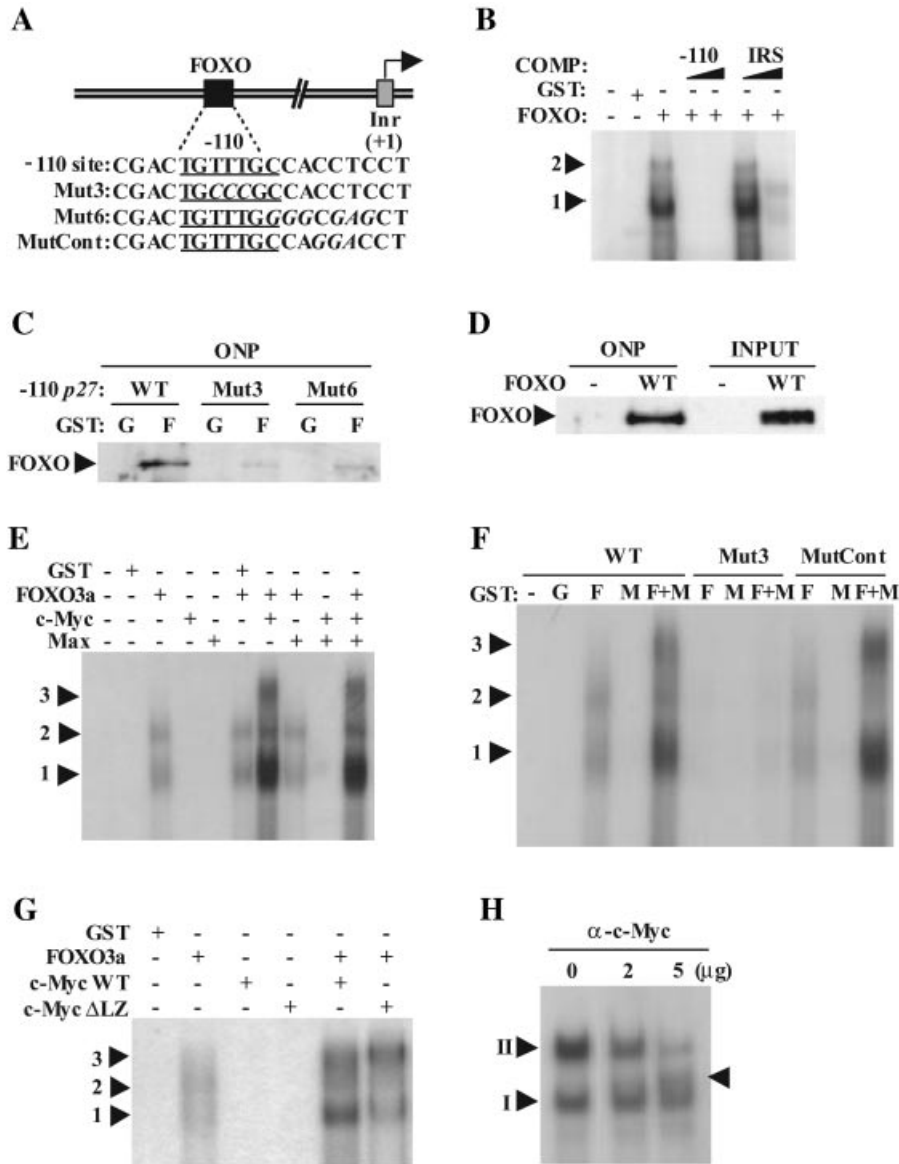 A
FOXO
Inr
(+1)
-110
-110 site:CGACTGTTTGCCACCTCCT
Mut3:CGACTGCCCGCCACCTCCT
Mut6:CGACTGTTTGGGGCGAGCT
MutCont:CGACTGTTTGCCAGGACCT
B
COMP: -110 IRS
GST: - + - - - - -
FOXO: - - + + + + +
2
1
C
ONP
-110 p27: WT Mut3 Mut6
GST: G F G F G F
FOXO
D
ONP INPUT
FOXO - WT - WT
FOXO
E
GST - + - - - + - - - -
FOXO3a - - + - - + + + - +
c-Myc - - - + - - + - + +
Max - - - - + - - + + +
3
2
1
F
WT Mut3 MutCont
GST: - G F M F+M F M F+M F M F+M
3
2
1
G
GST + - - - - -
FOXO3a - + - - + +
c-Myc WT - - + - + -
c-Myc ΔLZ - - - + - +
3
2
1
H
α-c-Myc
0 2 5 (µg)
II
I